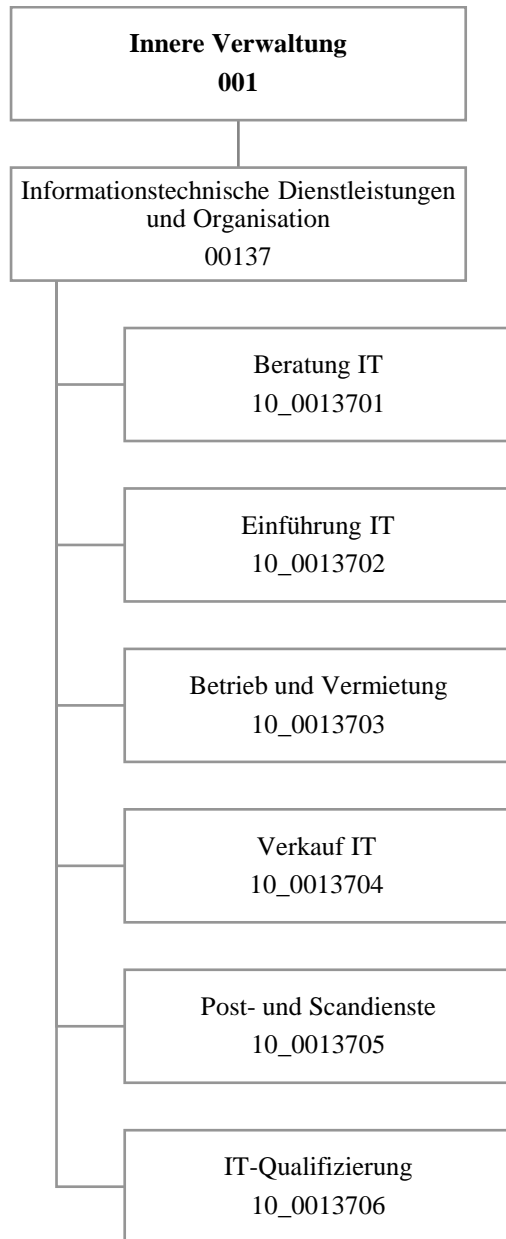 Innere Verwaltung
001
Informationstechnische Dienstleistungen
und Organisation
00137
Beratung IT
10_0013701
Einführung IT
10_0013702
Betrieb und Vermietung
10_0013703
Verkauf IT
10_0013704
Post- und Scandienste
10_0013705
IT-Qualifizierung
10_0013706